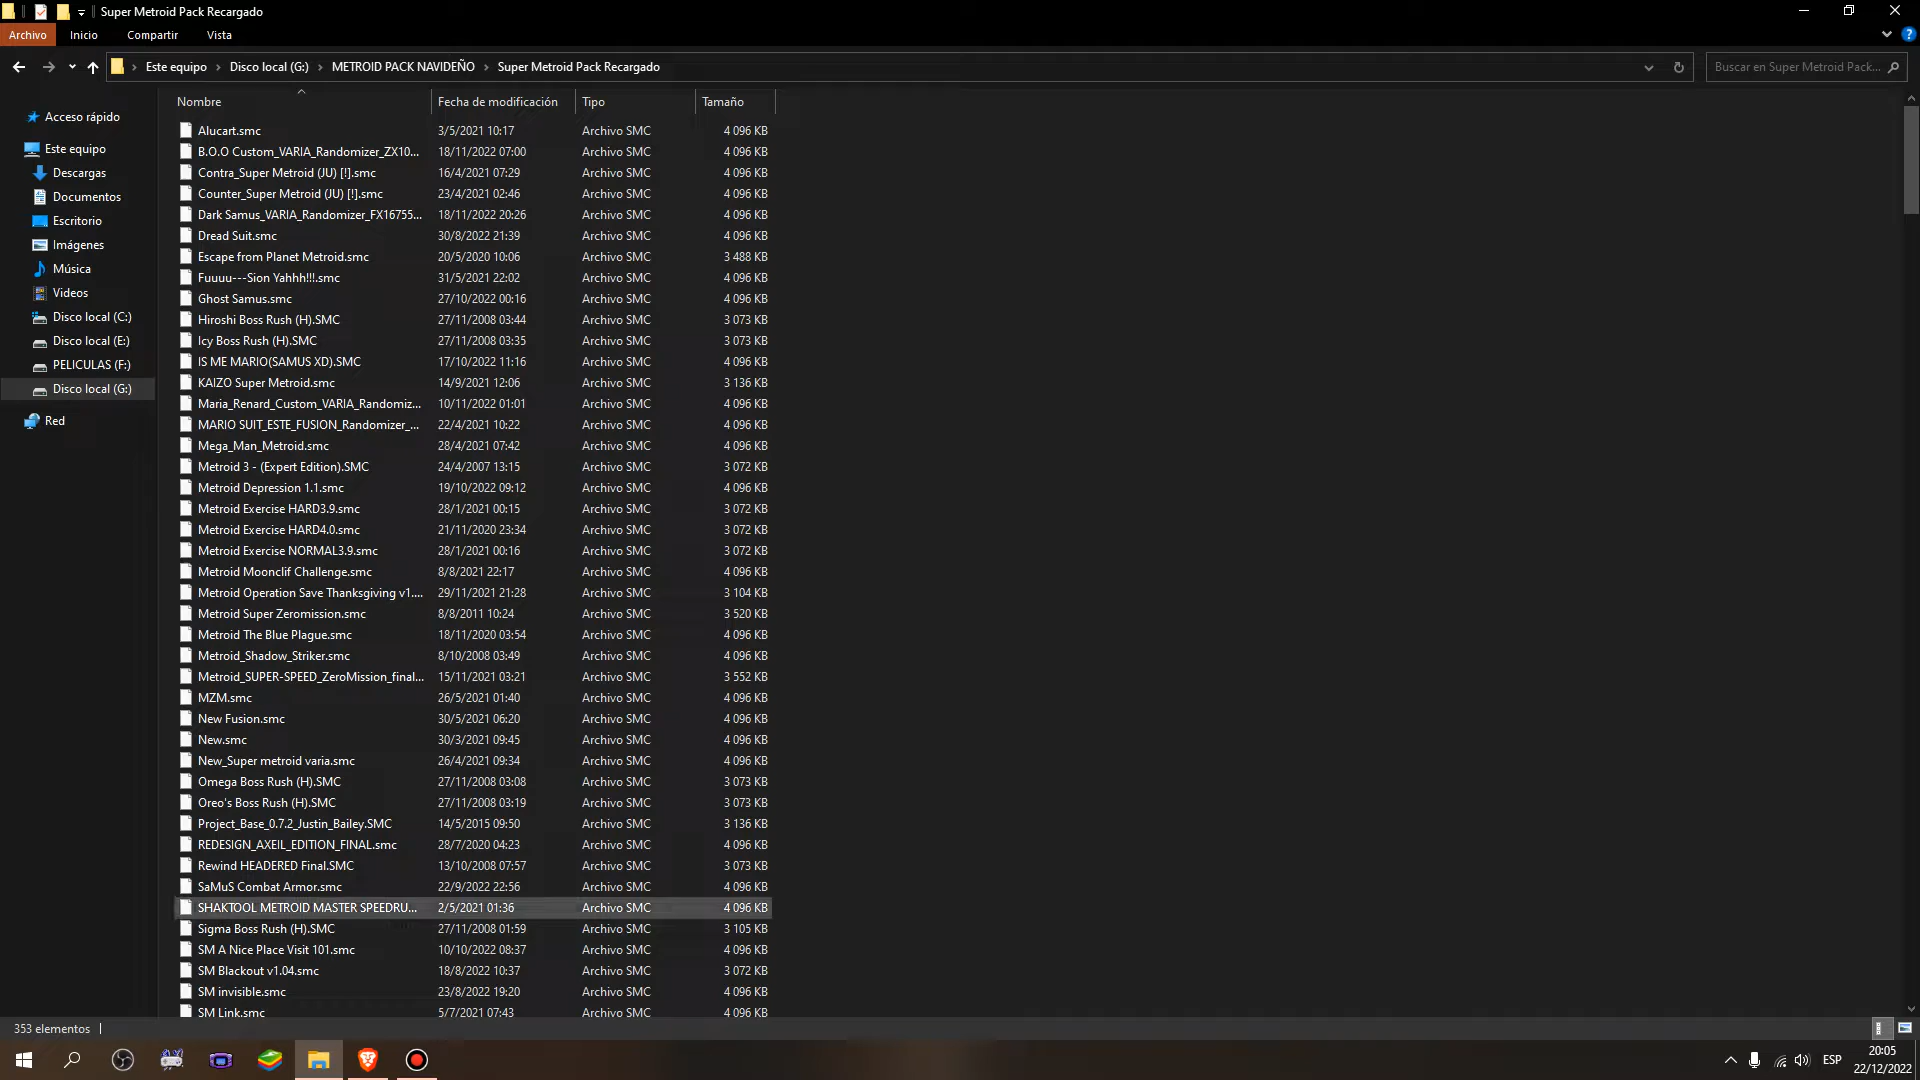 Super Metroid Pack Recargado
Archivo Inicio Compartir Vista
Este equipo Disco local (G:) METROID PACK NAVIDEÑO Super Metroid Pack Recargado Buscar en Super Metroid Pack...
Nombre Fecha de modificación Tipo Tamaño
Acceso rápido
Este equipo
Descargas
Documentos
Escritorio
Imágenes
Música
Videos
Disco local (C:)
Disco local (E:)
PELICULAS (F:)
Disco local (G:)
Red
Alucart.smc 3/5/2021 10:17 Archivo SMC 4 096 KB
B.O.O Custom_VARIA_Randomizer_ZX10... 18/11/2022 07:00 Archivo SMC 4 096 KB
Contra_Super Metroid (JU) [!].smc 16/4/2021 07:29 Archivo SMC 4 096 KB
Counter_Super Metroid (JU) [!].smc 23/4/2021 02:46 Archivo SMC 4 096 KB
Dark Samus_VARIA_Randomizer_FX16755... 18/11/2022 20:26 Archivo SMC 4 096 KB
Dread Suit.smc 30/8/2022 21:39 Archivo SMC 4 096 KB
Escape from Planet Metroid.smc 20/5/2020 10:06 Archivo SMC 3 488 KB
Fuuuu---Sion Yahhh!!!.smc 31/5/2021 22:02 Archivo SMC 4 096 KB
Ghost Samus.smc 27/10/2022 00:16 Archivo SMC 4 096 KB
Hiroshi Boss Rush (H).SMC 27/11/2008 03:44 Archivo SMC 3 073 KB
Icy Boss Rush (H).SMC 27/11/2008 03:35 Archivo SMC 3 073 KB
IS ME MARIO(SAMUS XD).SMC 17/10/2022 11:16 Archivo SMC 4 096 KB
KAIZO Super Metroid.smc 14/9/2021 12:06 Archivo SMC 3 136 KB
Maria_Renard_Custom_VARIA_Randomiz... 10/11/2022 01:01 Archivo SMC 4 096 KB
MARIO SUIT_ESTE_FUSION_Randomizer_... 22/4/2021 10:22 Archivo SMC 4 096 KB
Mega_Man_Metroid.smc 28/4/2021 07:42 Archivo SMC 4 096 KB
Metroid 3 - (Expert Edition).SMC 24/4/2007 13:15 Archivo SMC 3 072 KB
Metroid Depression 1.1.smc 19/10/2022 09:12 Archivo SMC 4 096 KB
Metroid Exercise HARD3.9.smc 28/1/2021 00:15 Archivo SMC 3 072 KB
Metroid Exercise HARD4.0.smc 21/11/2020 23:34 Archivo SMC 3 072 KB
Metroid Exercise NORMAL3.9.smc 28/1/2021 00:16 Archivo SMC 3 072 KB
Metroid Moonclif Challenge.smc 8/8/2021 22:17 Archivo SMC 4 096 KB
Metroid Operation Save Thanksgiving v1.... 29/11/2021 21:28 Archivo SMC 3 104 KB
Metroid Super Zeromission.smc 8/8/2011 10:24 Archivo SMC 3 520 KB
Metroid The Blue Plague.smc 18/11/2020 03:54 Archivo SMC 4 096 KB
Metroid_Shadow_Striker.smc 8/10/2008 03:49 Archivo SMC 4 096 KB
Metroid_SUPER-SPEED_ZeroMission_final... 15/11/2021 03:21 Archivo SMC 3 552 KB
MZM.smc 26/5/2021 01:40 Archivo SMC 4 096 KB
New Fusion.smc 30/5/2021 06:20 Archivo SMC 4 096 KB
New.smc 30/3/2021 09:45 Archivo SMC 4 096 KB
New_Super metroid varia.smc 26/4/2021 09:34 Archivo SMC 4 096 KB
Omega Boss Rush (H).SMC 27/11/2008 03:08 Archivo SMC 3 073 KB
Oreo's Boss Rush (H).SMC 27/11/2008 03:19 Archivo SMC 3 073 KB
Project_Base_0.7.2_Justin_Bailey.SMC 14/5/2015 09:50 Archivo SMC 3 136 KB
REDESIGN_AXEIL_EDITION_FINAL.smc 28/7/2020 04:23 Archivo SMC 4 096 KB
Rewind HEADERED Final.SMC 13/10/2008 07:57 Archivo SMC 3 073 KB
SaMuS Combat Armor.smc 22/9/2022 22:56 Archivo SMC 4 096 KB
SHAKTOOL METROID MASTER SPEEDRU... 2/5/2021 01:36 Archivo SMC 4 096 KB
Sigma Boss Rush (H).SMC 27/11/2008 01:59 Archivo SMC 3 105 KB
SM A Nice Place Visit 101.smc 10/10/2022 08:37 Archivo SMC 4 096 KB
SM Blackout v1.04.smc 18/8/2022 10:37 Archivo SMC 3 072 KB
SM invisible.smc 23/8/2022 19:20 Archivo SMC 4 096 KB
SM Link.smc 5/7/2021 07:43 Archivo SMC 4 096 KB
353 elementos
ESP 20:05
22/12/2022